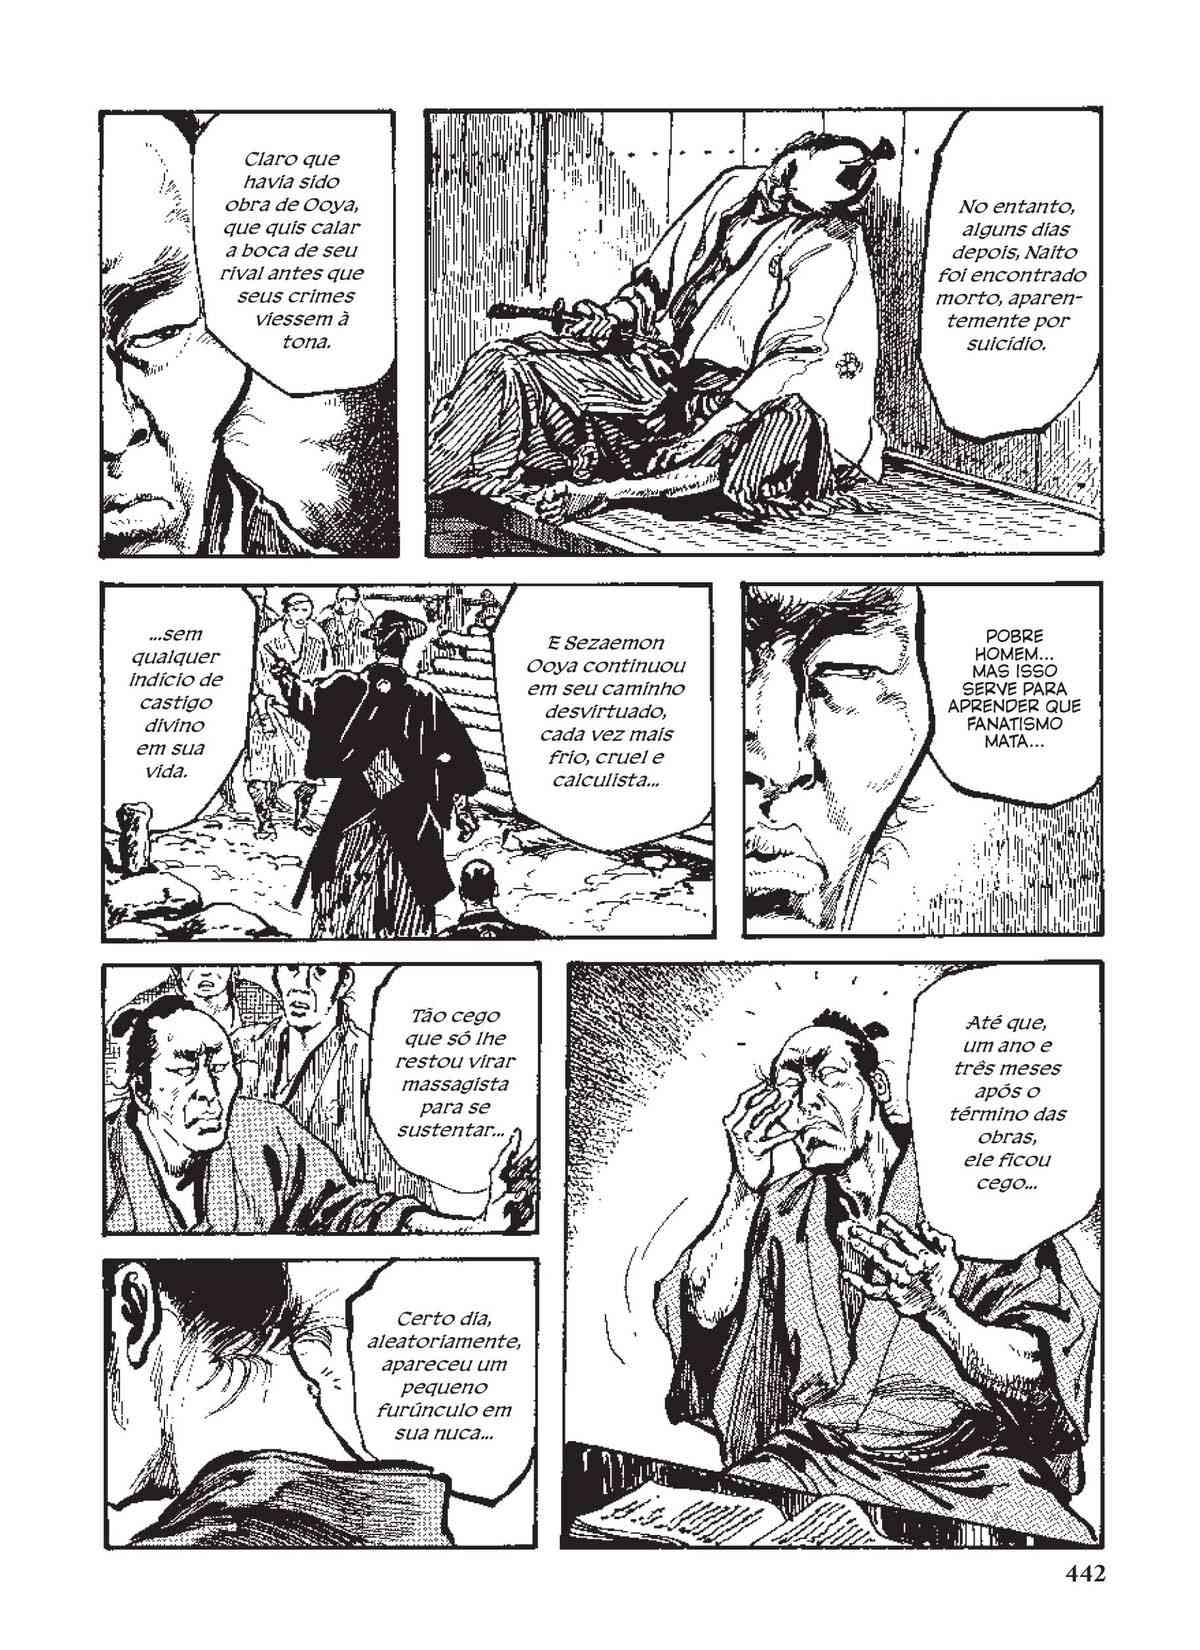 No entanto,
alguns dias
depois, Naito
foi encontrado
morto, aparen-
temente por
suicídio.
Claro que
havia sido
obra de Ooya,
que quis calar
a boca de seu
rival antes que
seus crimes
viessem à
tona.
POBRE
HOMEM...
MAS ISSO
SERVE PARA
APRENDER QUE
FANATISMO
MATA...
E Sezaemon
Ooya continuou
em seu caminho
desvirtuado,
cada vez mais
frio, cruel e
calculista...
...sem
qualquer
indício de
castigo
divino
em sua
vida.
Até que,
um ano e
três meses
após o
término das
obras,
ele ficou
cego...
Tão cego
que só lhe
restou virar
massagista
para se
sustentar...
Certo dia,
aleatoriamente,
apareceu um
pequeno
furúnculo em
sua nuca...
442